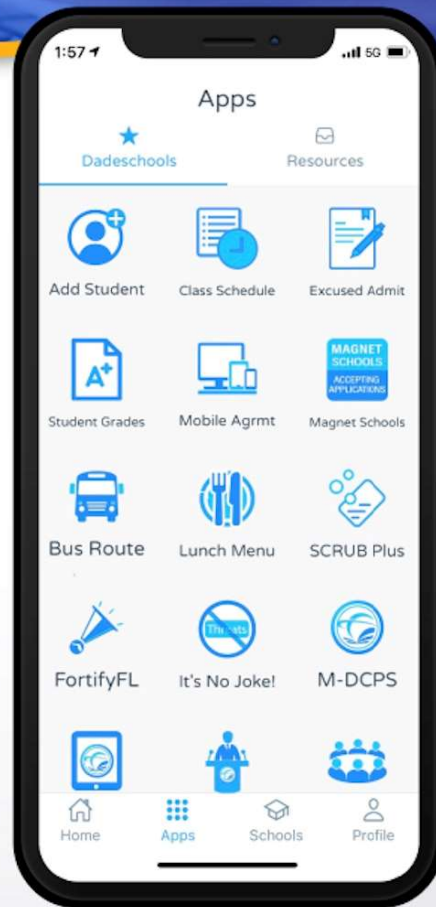 1:57
5G
Apps
Dadeschools Resources
Add Student Class Schedule Excused Admit
A+
MAGNET
SCHOOLS
ACCEPTING
APPLICATIONS
Student Grades Mobile Agrmt Magnet Schools
Bus Route Lunch Menu SCRUB Plus
Threats
FortifyFL It's No Joke! M-DCPS
Home Apps Schools Profile